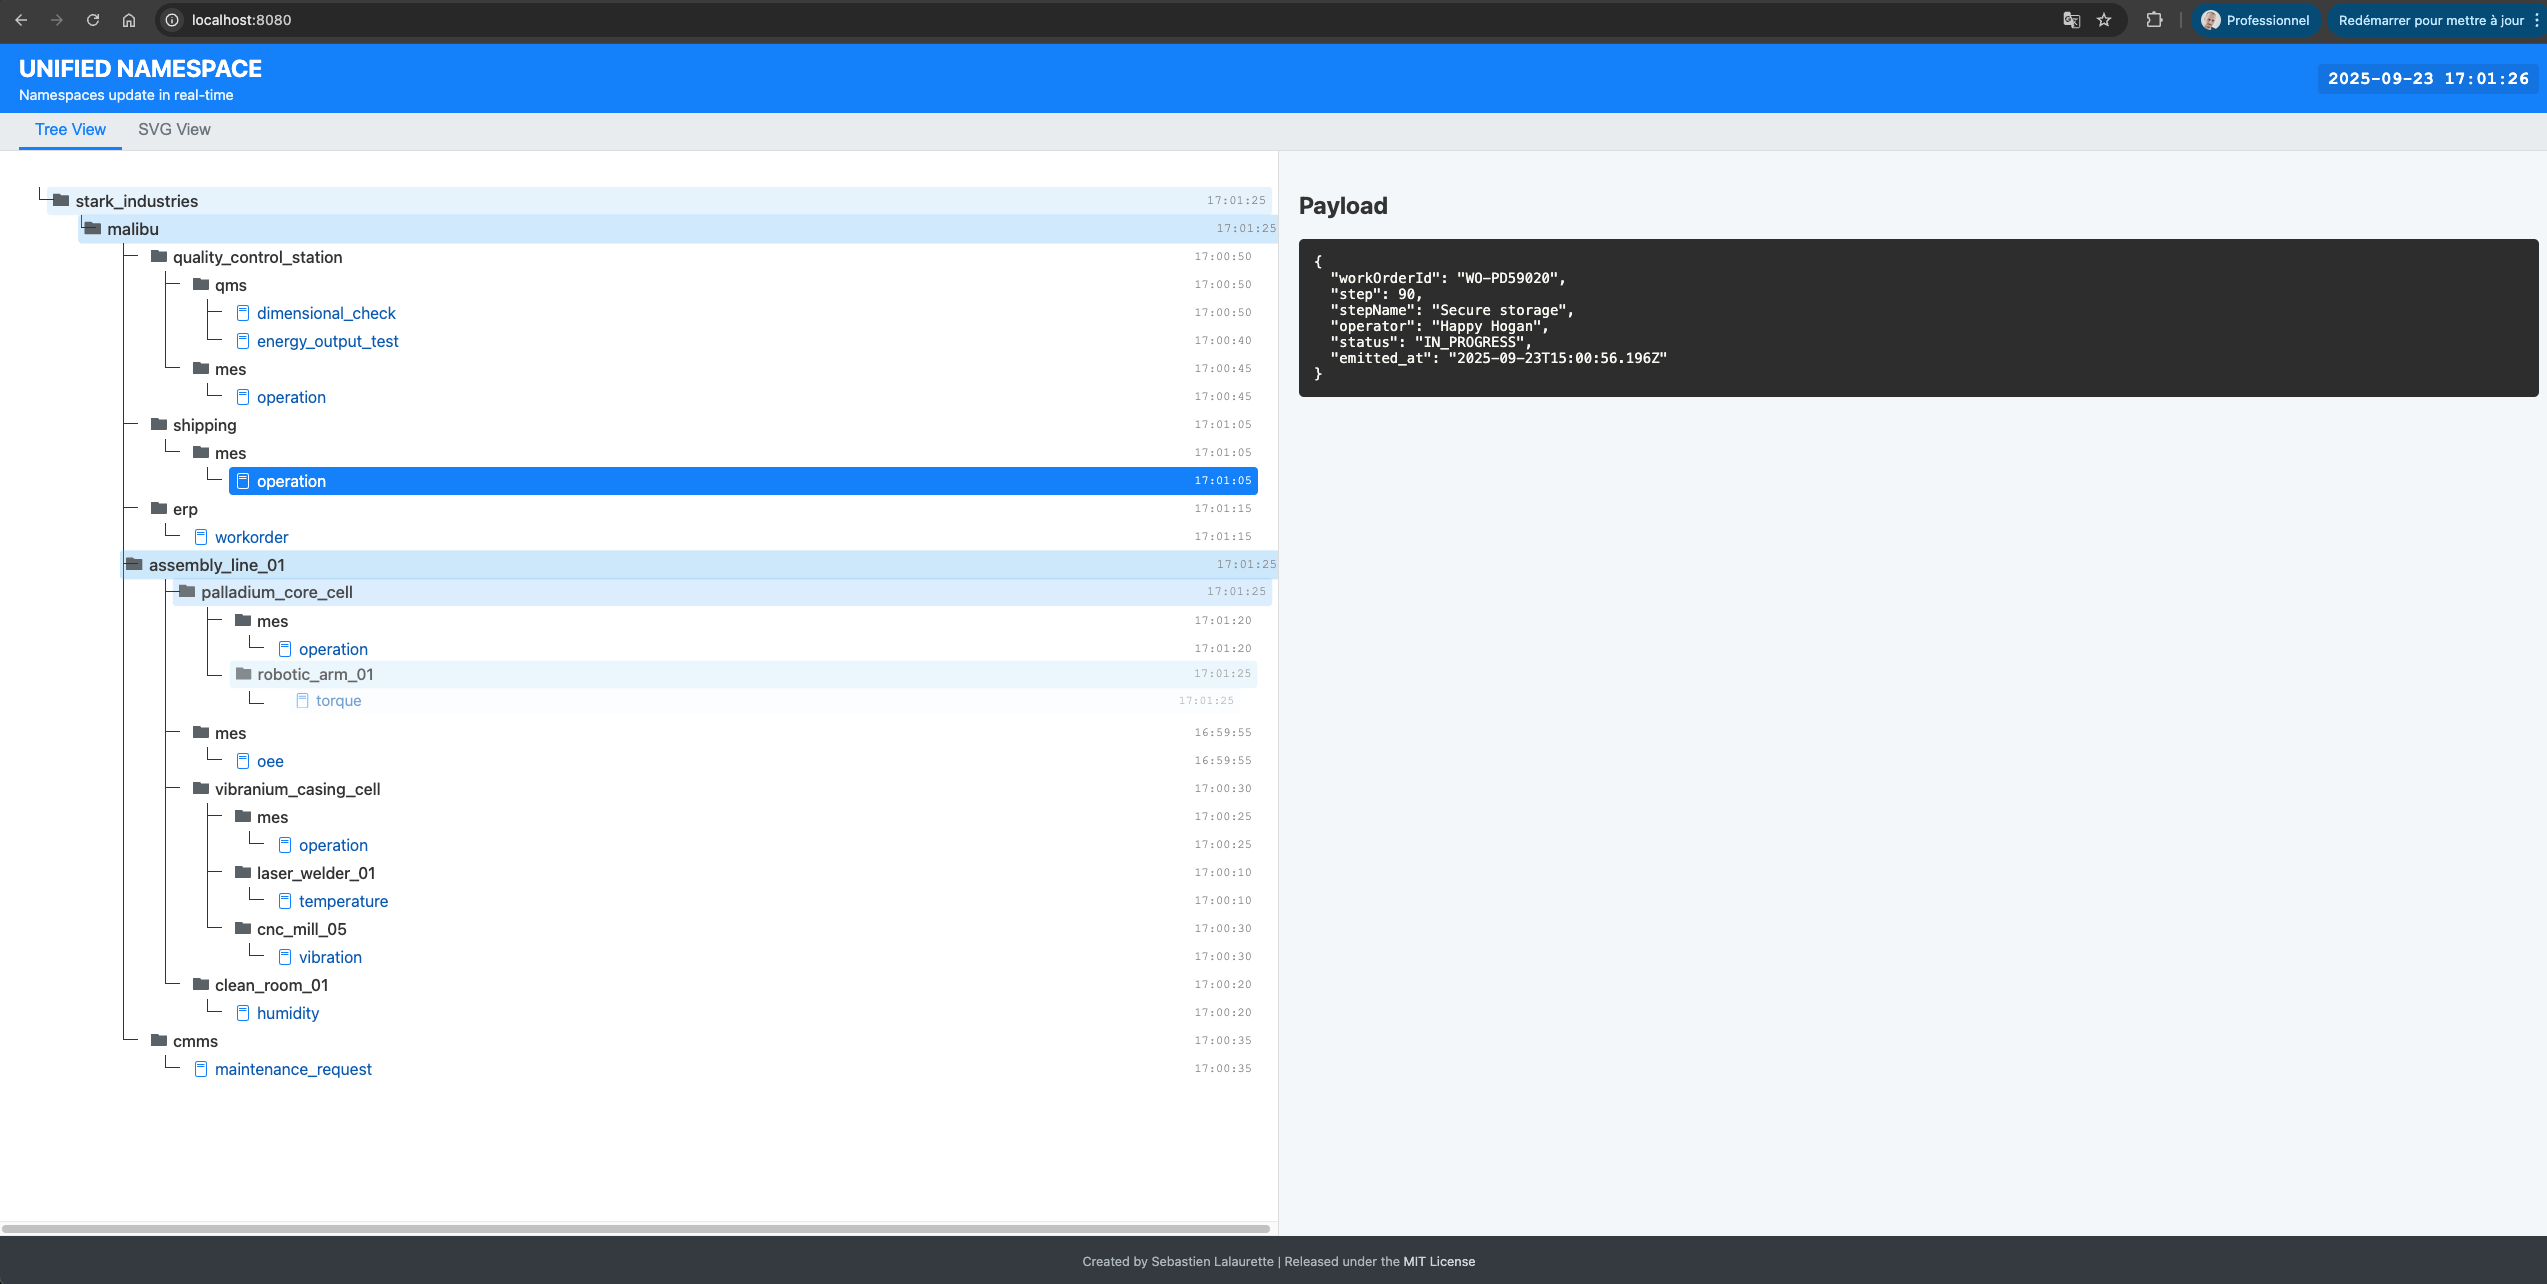 localhost:8080
Professionnel
Redémarrer pour mettre à jour
UNIFIED NAMESPACE
Namespaces update in real-time
2025-09-23 17:01:26
Tree View SVG View
stark_industries 17:01:25
malibu 17:01:25
quality_control_station 17:00:50
qms 17:00:50
dimensional_check 17:00:50
energy_output_test 17:00:40
mes 17:00:45
operation 17:00:45
shipping 17:01:05
mes 17:01:05
operation 17:01:05
erp 17:01:15
workorder 17:01:15
assembly_line_01 17:01:25
palladium_core_cell 17:01:25
mes 17:01:20
operation 17:01:20
robotic_arm_01 17:01:25
torque 17:01:25
mes 16:59:55
oee 16:59:55
vibranium_casing_cell 17:00:30
mes 17:00:25
operation 17:00:25
laser_welder_01 17:00:10
temperature 17:00:10
cnc_mill_05 17:00:30
vibration 17:00:30
clean_room_01 17:00:20
humidity 17:00:20
cmms 17:00:35
maintenance_request 17:00:35
Payload
{
"workOrderId": "WO-PD59020",
"step": 90,
"stepName": "Secure storage",
"operator": "Happy Hogan",
"status": "IN_PROGRESS",
"emitted_at": "2025-09-23T15:00:56.196Z"
}
Created by Sebastien Lalaurette | Released under the MIT License